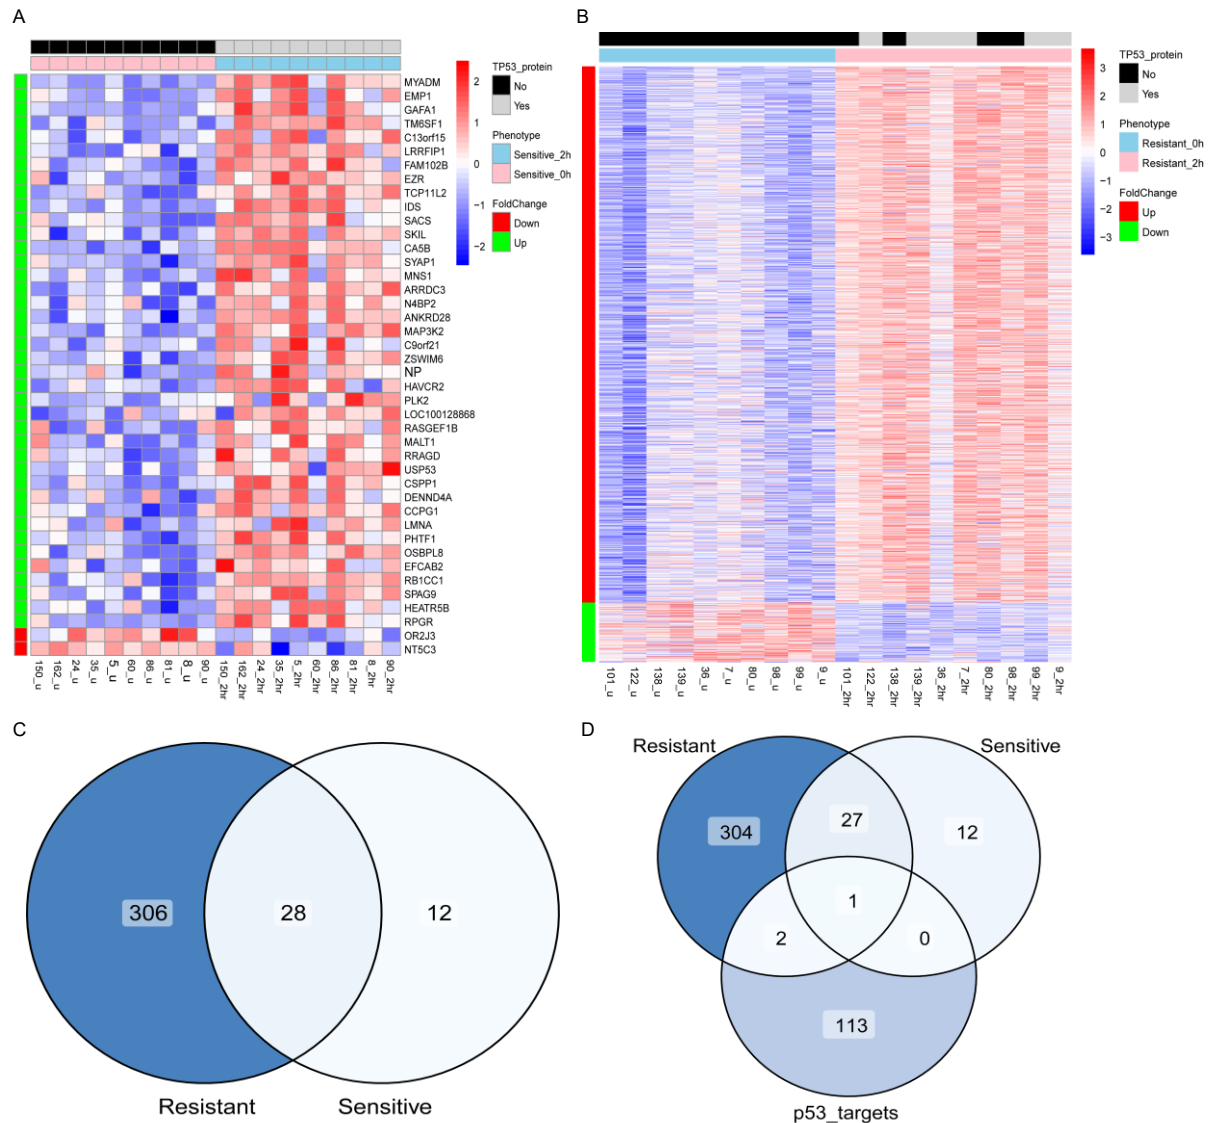 A
TP53_protein
No
Yes
Phenotype
Sensitive_2h
Sensitive_0h
FoldChange
Down
Up
2
1
0
−1
−2
MYADM
EMP1
GAFA1
TM6SF1
C13orf15
LRRFIP1
FAM102B
EZR
TCP11L2
IDS
SACS
SKIL
CA5B
SYAP1
MNS1
ARRDC3
N4BP2
ANKRD28
MAP3K2
C9orf21
ZSWIM6
NP
HAVCR2
PLK2
LOC100128868
RASGEF1B
MALT1
RRAGD
USP53
CSPP1
DENND4A
CCPG1
LMNA
PHTF1
OSBPL8
EFCAB2
RB1CC1
SPAG9
HEATR5B
RPGR
OR2J3
NT5C3
150_u
162_u
24_u
35_u
5_u
60_u
86_u
81_u
8_u
90_u
150_2hr
162_2hr
24_2hr
35_2hr
5_2hr
60_2hr
86_2hr
81_2hr
8_2hr
90_2hr
B
3
2
1
0
−1
−2
−3
TP53_protein
No
Yes
Phenotype
Resistant_0h
Resistant_2h
FoldChange
Up
Down
101_u
122_u
138_u
139_u
36_u
7_u
80_u
98_u
99_u
9_u
101_2hr
122_2hr
138_2hr
139_2hr
36_2hr
7_2hr
80_2hr
98_2hr
99_2hr
9_2hr
C
306
28
12
Resistant
Sensitive
D
Resistant
Sensitive
304
27
12
1
2
0
113
p53_targets